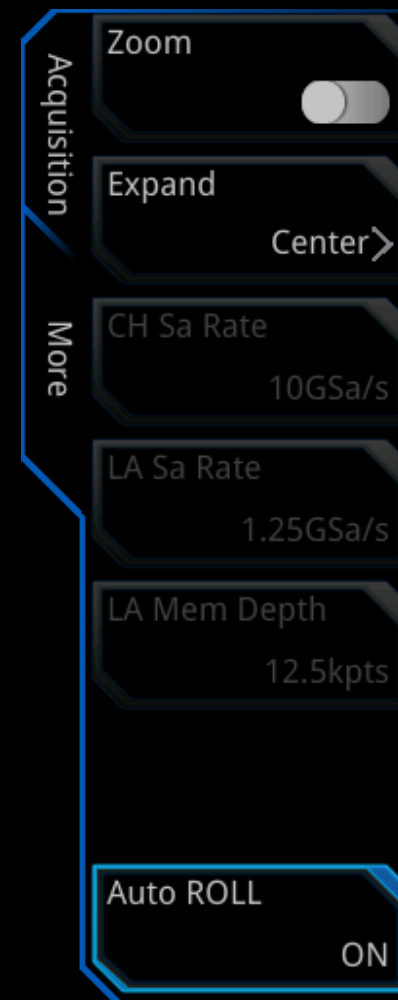 Acquisition
More
Zoom
Expand
Center
CH Sa Rate
10GSa/s
LA Sa Rate
1.25GSa/s
LA Mem Depth
12.5kpts
Auto ROLL
ON